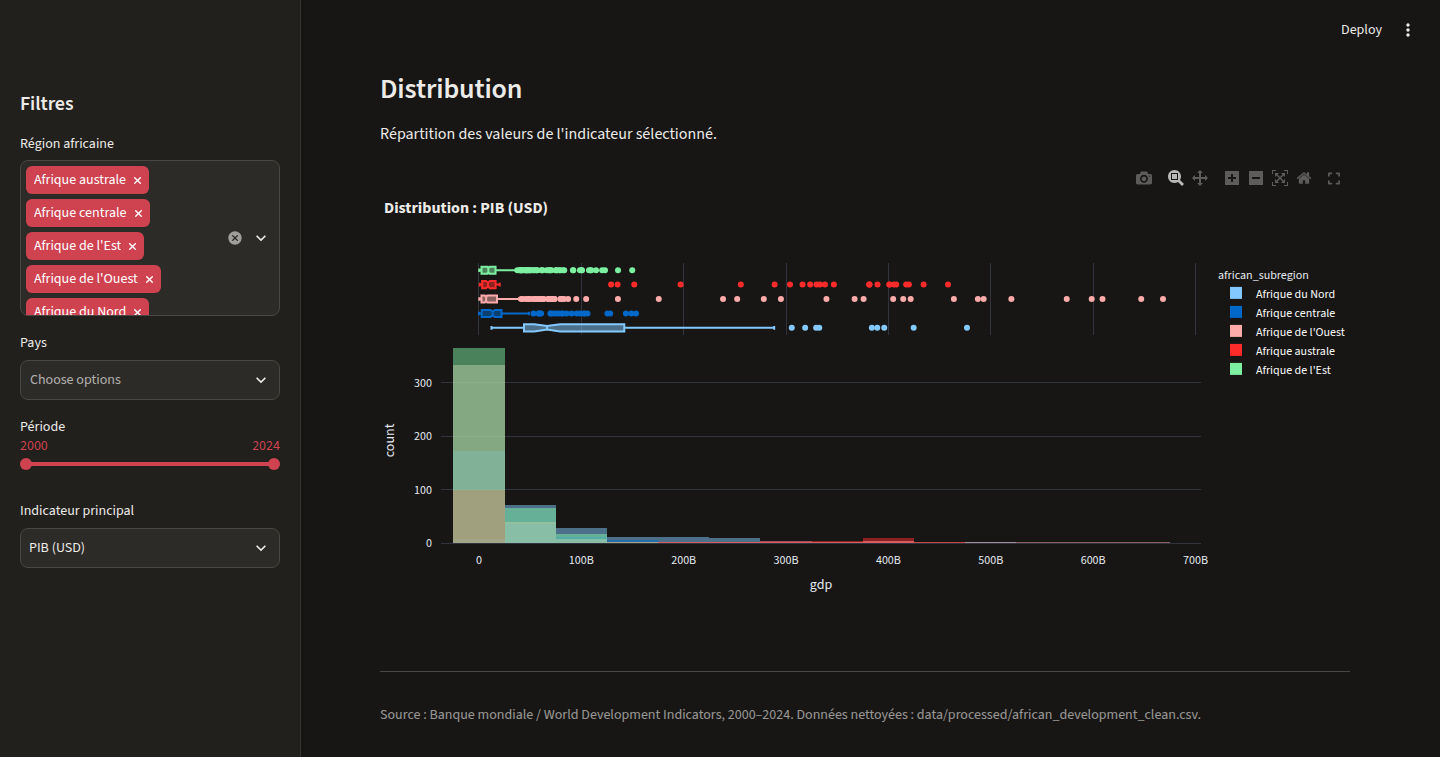 Deploy
Filtres
Région africaine
Afrique australe
Afrique centrale
Afrique de l'Est
Afrique de l'Ouest
Afrique du Nord
Pays
Choose options
Période
2000 2024
Indicateur principal
PIB (USD)
Distribution
Répartition des valeurs de l'indicateur sélectionné.
Distribution : PIB (USD)
african_subregion
Afrique du Nord
Afrique centrale
Afrique de l'Ouest
Afrique australe
Afrique de l'Est
count
300
200
100
0
0 100B 200B 300B 400B 500B 600B 700B
gdp
Source : Banque mondiale / World Development Indicators, 2000–2024. Données nettoyées : data/processed/african_development_clean.csv.